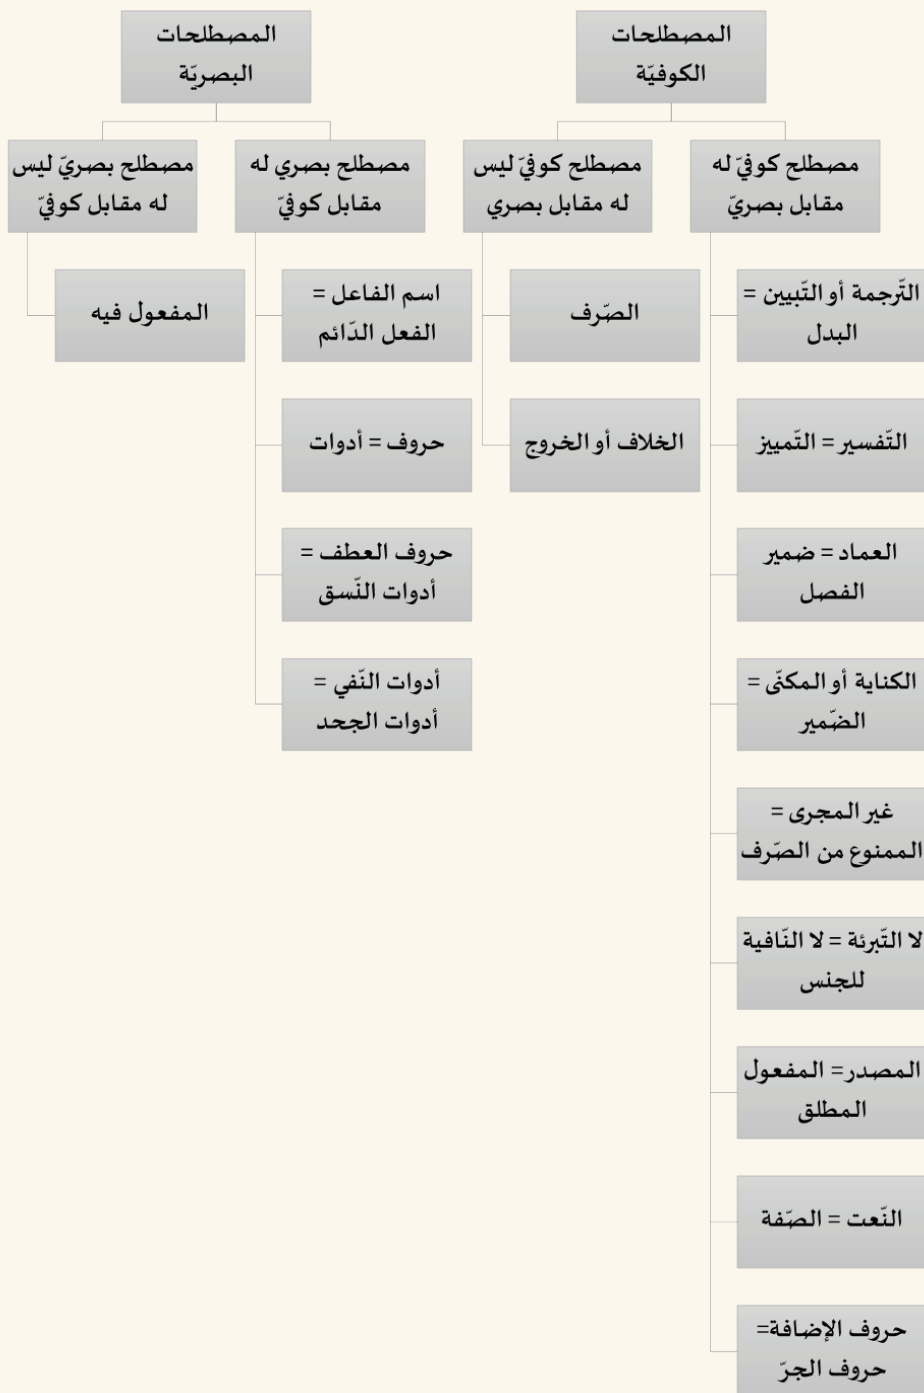 المصطلحات
الكوفيّة
مصطلح كوفيّ له
مقابل بصريّ
التّرجمة أو التّبيين =
البدل
التّفسير = التّمييز
العماد = ضمير
الفصل
الكناية أو المكنّى =
الضّمير
غير المجرى =
الممنوع من الصّرف
لا التّبرئة = لا النّافية
للجنس
المصدر= المفعول
المطلق
النّعت = الصّفة
حروف الإضافة=
حروف الجرّ
مصطلح كوفيّ ليس
له مقابل بصري
الصّرف
الخلاف أو الخروج
المصطلحات
البصريّة
مصطلح بصري له
مقابل كوفيّ
اسم الفاعل =
الفعل الدّائم
حروف = أدوات
حروف العطف =
أدوات النّسق
أدوات النّفي =
أدوات الجحد
مصطلح بصريّ ليس
له مقابل كوفيّ
المفعول فيه